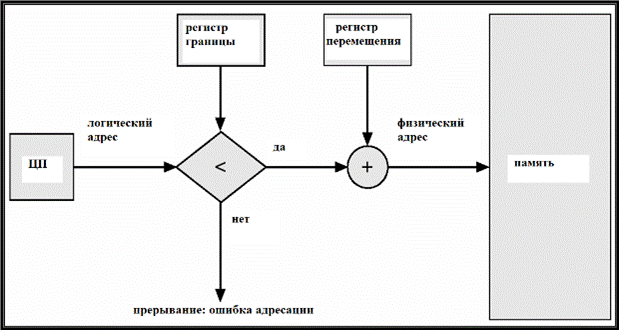 регистр
границы
регистр
перемещения
логический
адрес
физический
адрес
ЦП
<
да
+
память
нет
прерывание: ошибка адресации